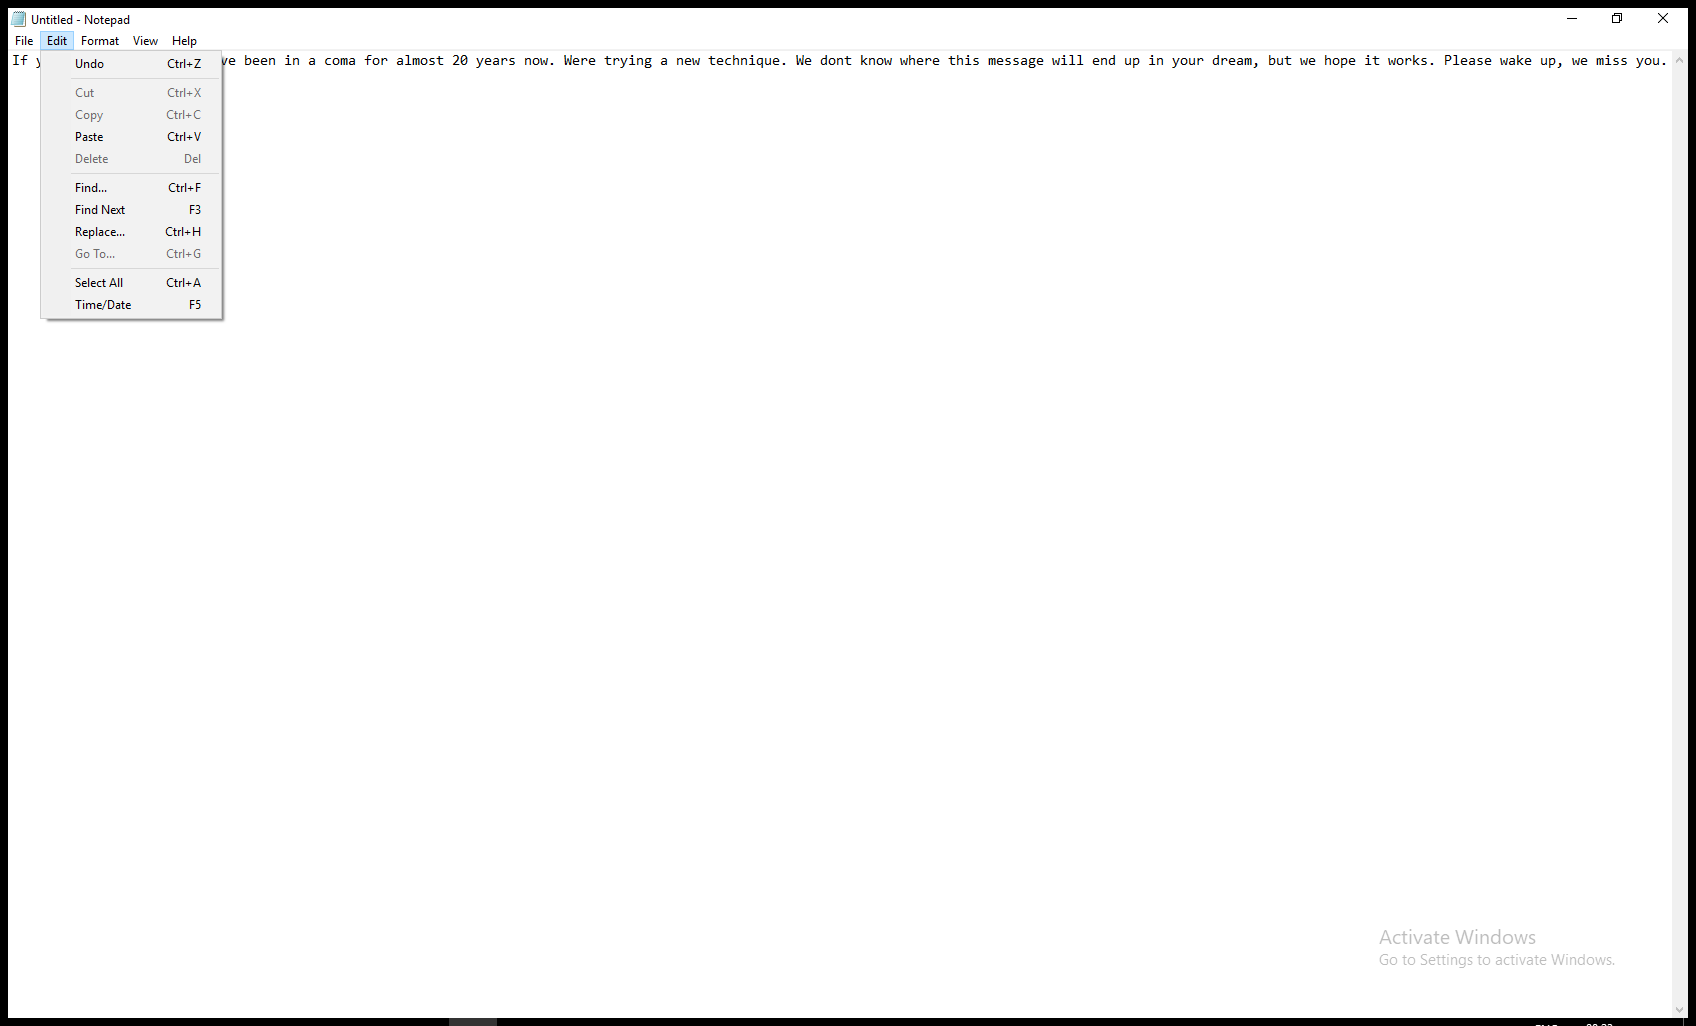 Untitled - Notepad
File Edit Format View Help
If ve been in a coma for almost 20 years now. Were trying a new technique. We dont know where this message will end up in your dream, but we hope it works. Please wake up, we miss you.
Undo Ctrl+Z
Cut Ctrl+X
Copy Ctrl+C
Paste Ctrl+V
Delete Del
Find... Ctrl+F
Find Next F3
Replace... Ctrl+H
Go To... Ctrl+G
Select All Ctrl+A
Time/Date F5
Activate Windows
Go to Settings to activate Windows.